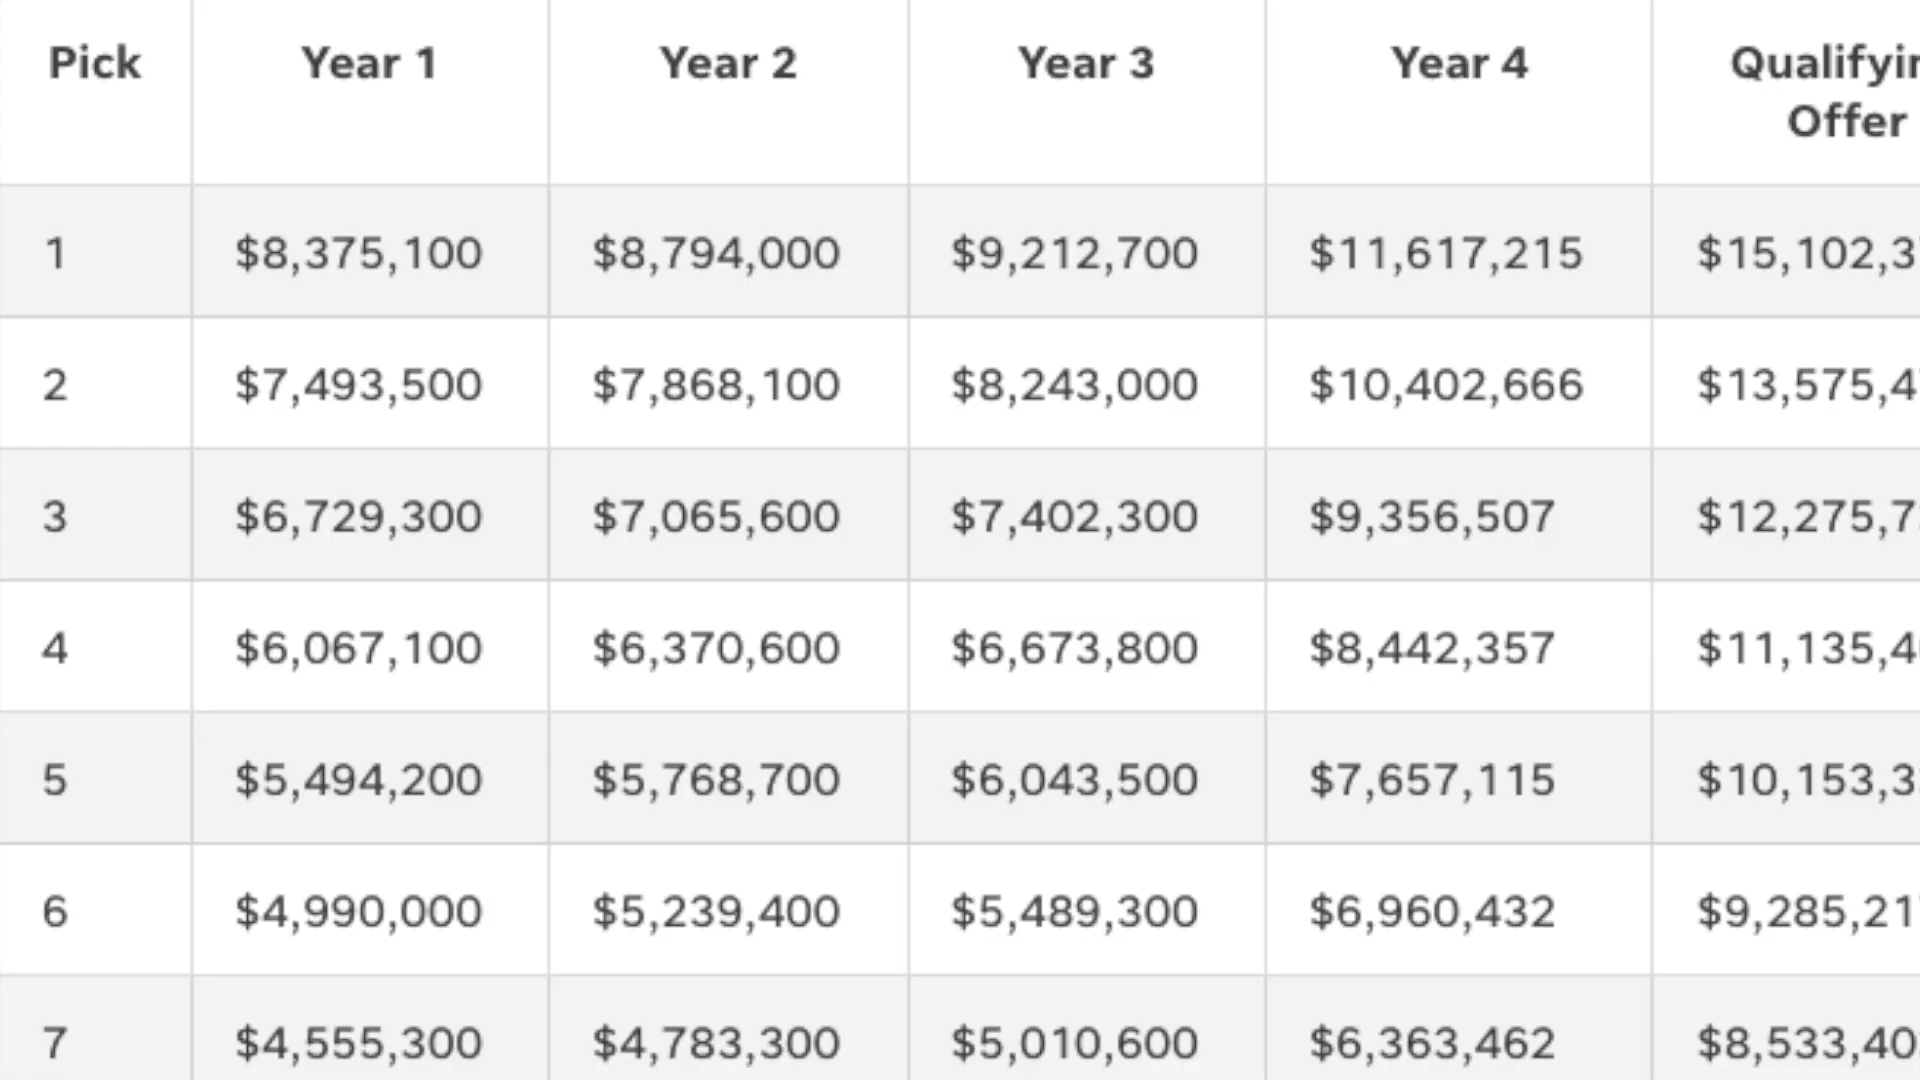 Pick Year 1 Year 2 Year 3 Year 4 Qualifyin
Offer
1 $8,375,100 $8,794,000 $9,212,700 $11,617,215 $15,102,3
2 $7,493,500 $7,868,100 $8,243,000 $10,402,666 $13,575,4
3 $6,729,300 $7,065,600 $7,402,300 $9,356,507 $12,275,7
4 $6,067,100 $6,370,600 $6,673,800 $8,442,357 $11,135,4
5 $5,494,200 $5,768,700 $6,043,500 $7,657,115 $10,153,3
6 $4,990,000 $5,239,400 $5,489,300 $6,960,432 $9,285,21
7 $4,555,300 $4,783,300 $5,010,600 $6,363,462 $8,533,40